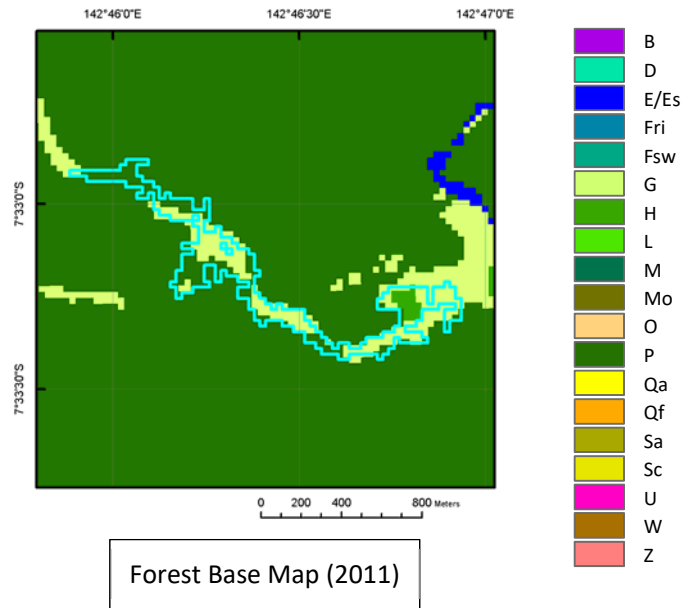 142°46'0"E 142°46'30"E 142°47'0"E
7°33'0"S
7°33'30"S
0 200 400 800 Meters
Forest Base Map (2011)
B
D
E/Es
Fri
Fsw
G
H
L
M
Mo
O
P
Qa
Qf
Sa
Sc
U
W
Z